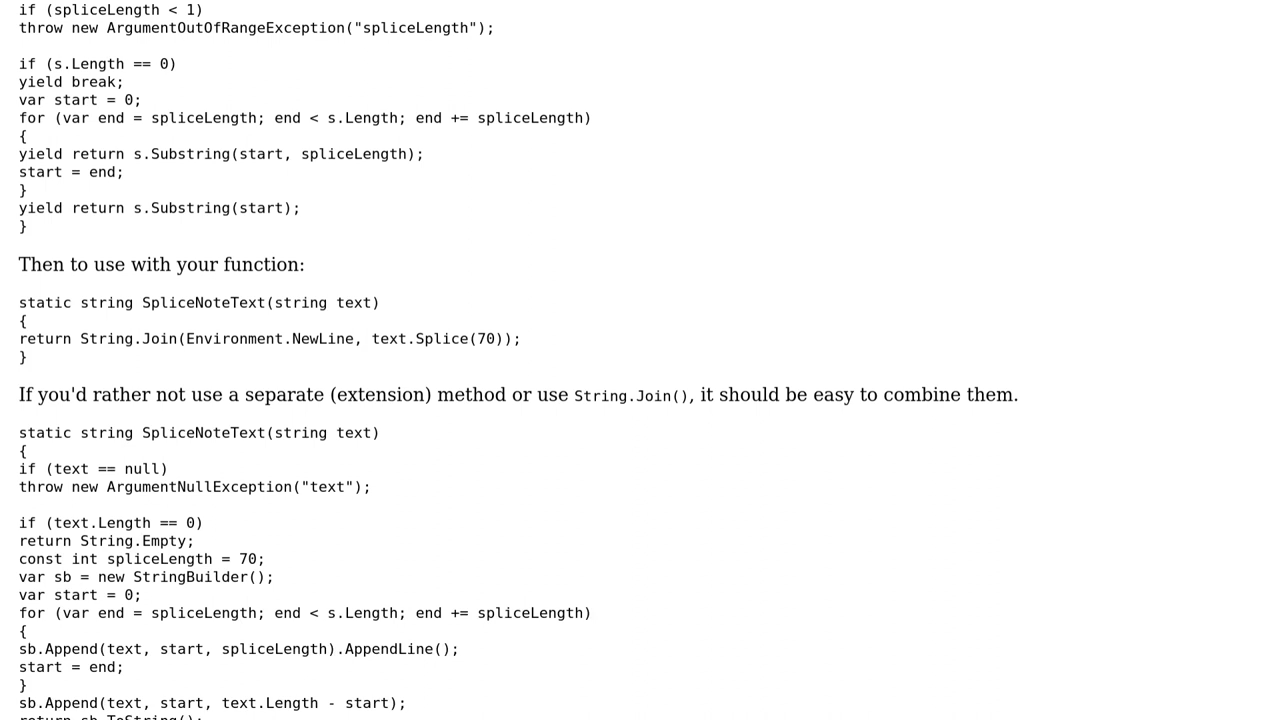 if (spliceLength < 1)
throw new ArgumentOutOfRangeException("spliceLength");

if (s.Length == 0)
yield break;
var start = 0;
for (var end = spliceLength; end < s.Length; end += spliceLength)
{
yield return s.Substring(start, spliceLength);
start = end;
}
yield return s.Substring(start);
}

Then to use with your function:

static string SpliceNoteText(string text)
{
return String.Join(Environment.NewLine, text.Splice(70));
}

If you'd rather not use a separate (extension) method or use String.Join(), it should be easy to combine them.

static string SpliceNoteText(string text)
{
if (text == null)
throw new ArgumentNullException("text");

if (text.Length == 0)
return String.Empty;
const int spliceLength = 70;
var sb = new StringBuilder();
var start = 0;
for (var end = spliceLength; end < s.Length; end += spliceLength)
{
sb.Append(text, start, spliceLength).AppendLine();
start = end;
}
sb.Append(text, start, text.Length - start);
return sb.ToString();